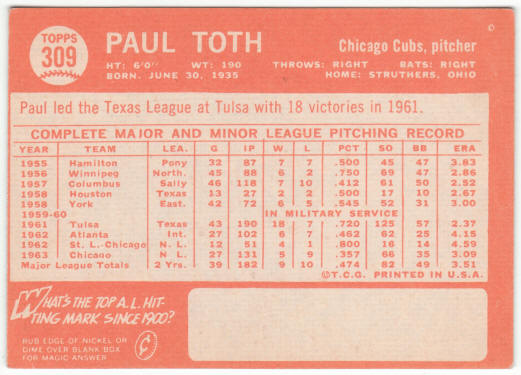 TOPPS
309
PAUL TOTH
Chicago Cubs, pitcher
HT: 6'0" WT: 190 THROWS: RIGHT BATS: RIGHT
BORN. JUNE 30, 1935 HOME: STRUTHERS, OHIO
Paul led the Texas League at Tulsa with 18 victories in 1961.
COMPLETE MAJOR AND MINOR LEAGUE PITCHING RECORD
YEAR TEAM LEA. G IP W. L PCT SO BB ERA
1955 Hamilton Pony 32 87 7 7 .500 45 47 3.83
1956 Winnipeg North. 45 88 6 2 .750 69 47 2.86
1957 Columbus Sally 46 118 7 10 .412 61 50 2.52
1958 Houston Texas 13 27 2 2 .500 17 10 2.67
1958 York East. 42 72 6 5 .545 52 31 3.00
1959-60 IN MILITARY SERVICE
1961 Tulsa Texas 43 190 18 7 .720 125 57 2.37
1962 Atlanta Int. 27 102 6 7 .462 62 25 4.15
1962 St. L.-Chicago N. L. 12 51 4 1 .800 16 14 4.59
1963 Chicago N. L. 27 131 5 9 .357 66 35 3.09
Major League Totals 2 Yrs. 39 182 9 10 .474 82 49 3.51
©T.C.G. PRINTED IN U.S.A.
WHAT'S THE TOP A.L. HIT-
TING MARK SINCE 1900?
RUB EDGE OF NICKEL OR
DIME OVER BLANK BOX
FOR MAGIC ANSWER